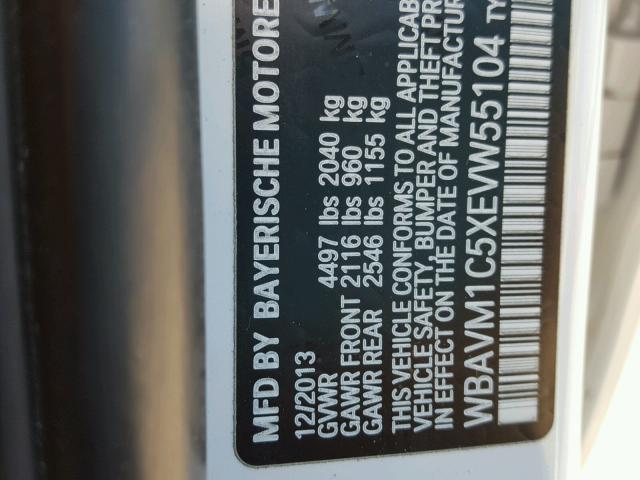 MFD BY BAYERISCHE MOTORE
12/2013
GVWR 4497 lbs 2040 kg
GAWR FRONT 2116 lbs 960 kg
GAWR REAR 2546 lbs 1155 kg
THIS VEHICLE CONFORMS TO ALL APPLICAB
VEHICLE SAFETY, BUMPER AND THEFT PR
IN EFFECT ON THE DATE OF MANUFACTUR
WBAVM1C5XEVW55104 TY